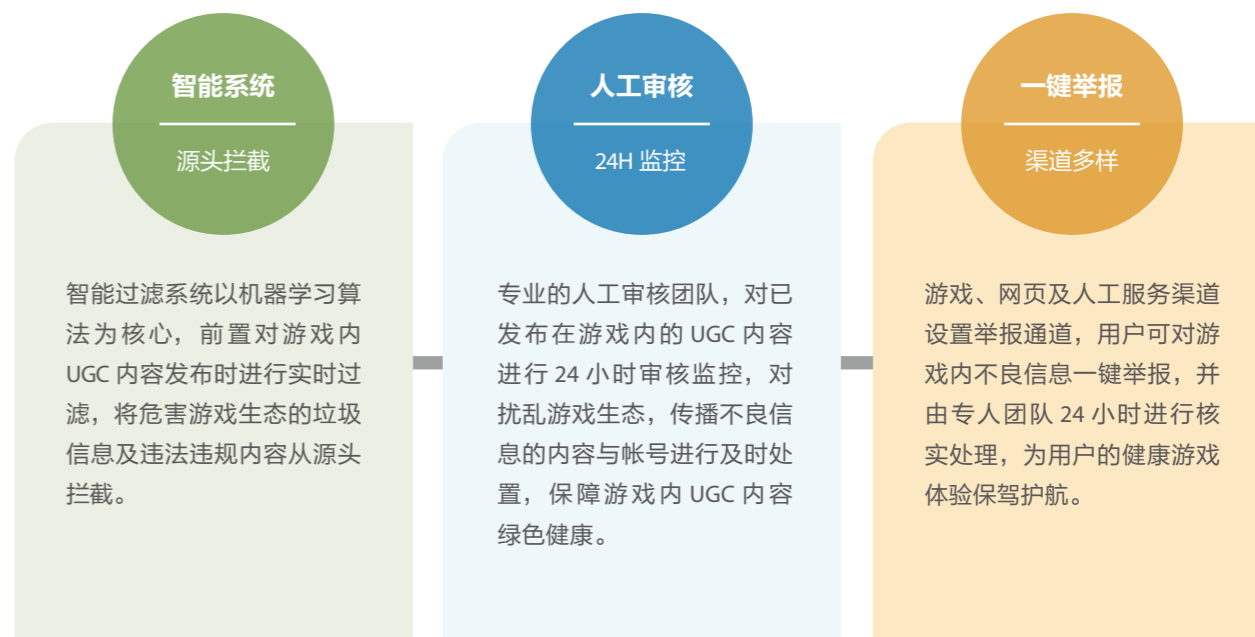 智能系统
源头拦截
智能过滤系统以机器学习算
法为核心，前置对游戏内
UGC 内容发布时进行实时过
滤，将危害游戏生态的垃圾
信息及违法违规内容从源头
拦截。
人工审核
24H 监控
专业的人工审核团队，对已
发布在游戏内的 UGC 内容
进行 24 小时审核监控，对
扰乱游戏生态，传播不良信
息的内容与帐号进行及时处
置，保障游戏内 UGC 内容
绿色健康。
一键举报
渠道多样
游戏、网页及人工服务渠道
设置举报通道，用户可对游
戏内不良信息一键举报，并
由专人团队 24 小时进行核
实处理，为用户的健康游戏
体验保驾护航。